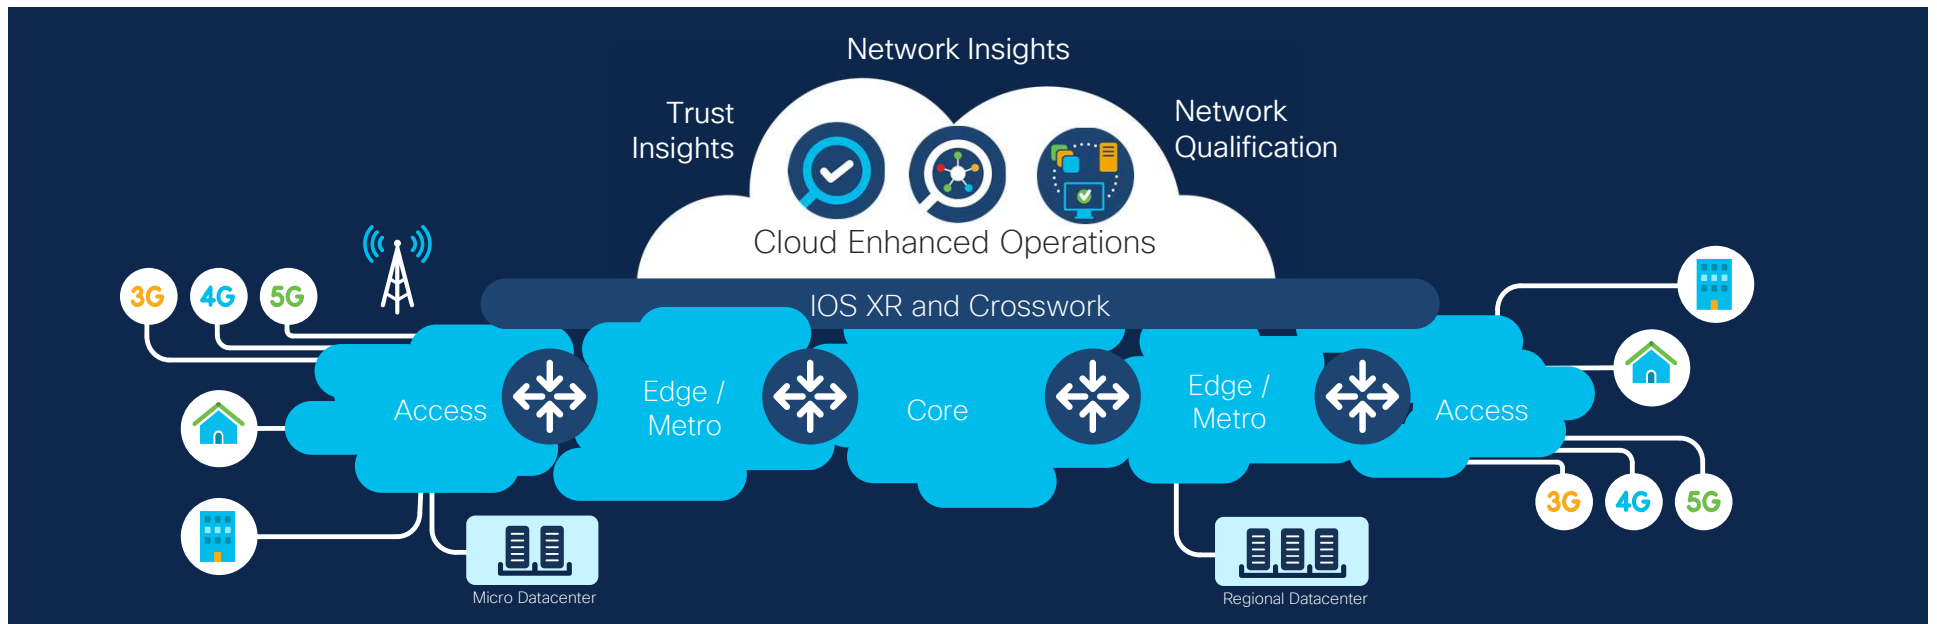 Network Insights
Trust
Insights
Network
Qualification
Cloud Enhanced Operations
IOS XR and Crosswork
3G
4G
5G
Access
Edge /
Metro
Core
Edge /
Metro
Access
3G
4G
5G
Micro Datacenter
Regional Datacenter